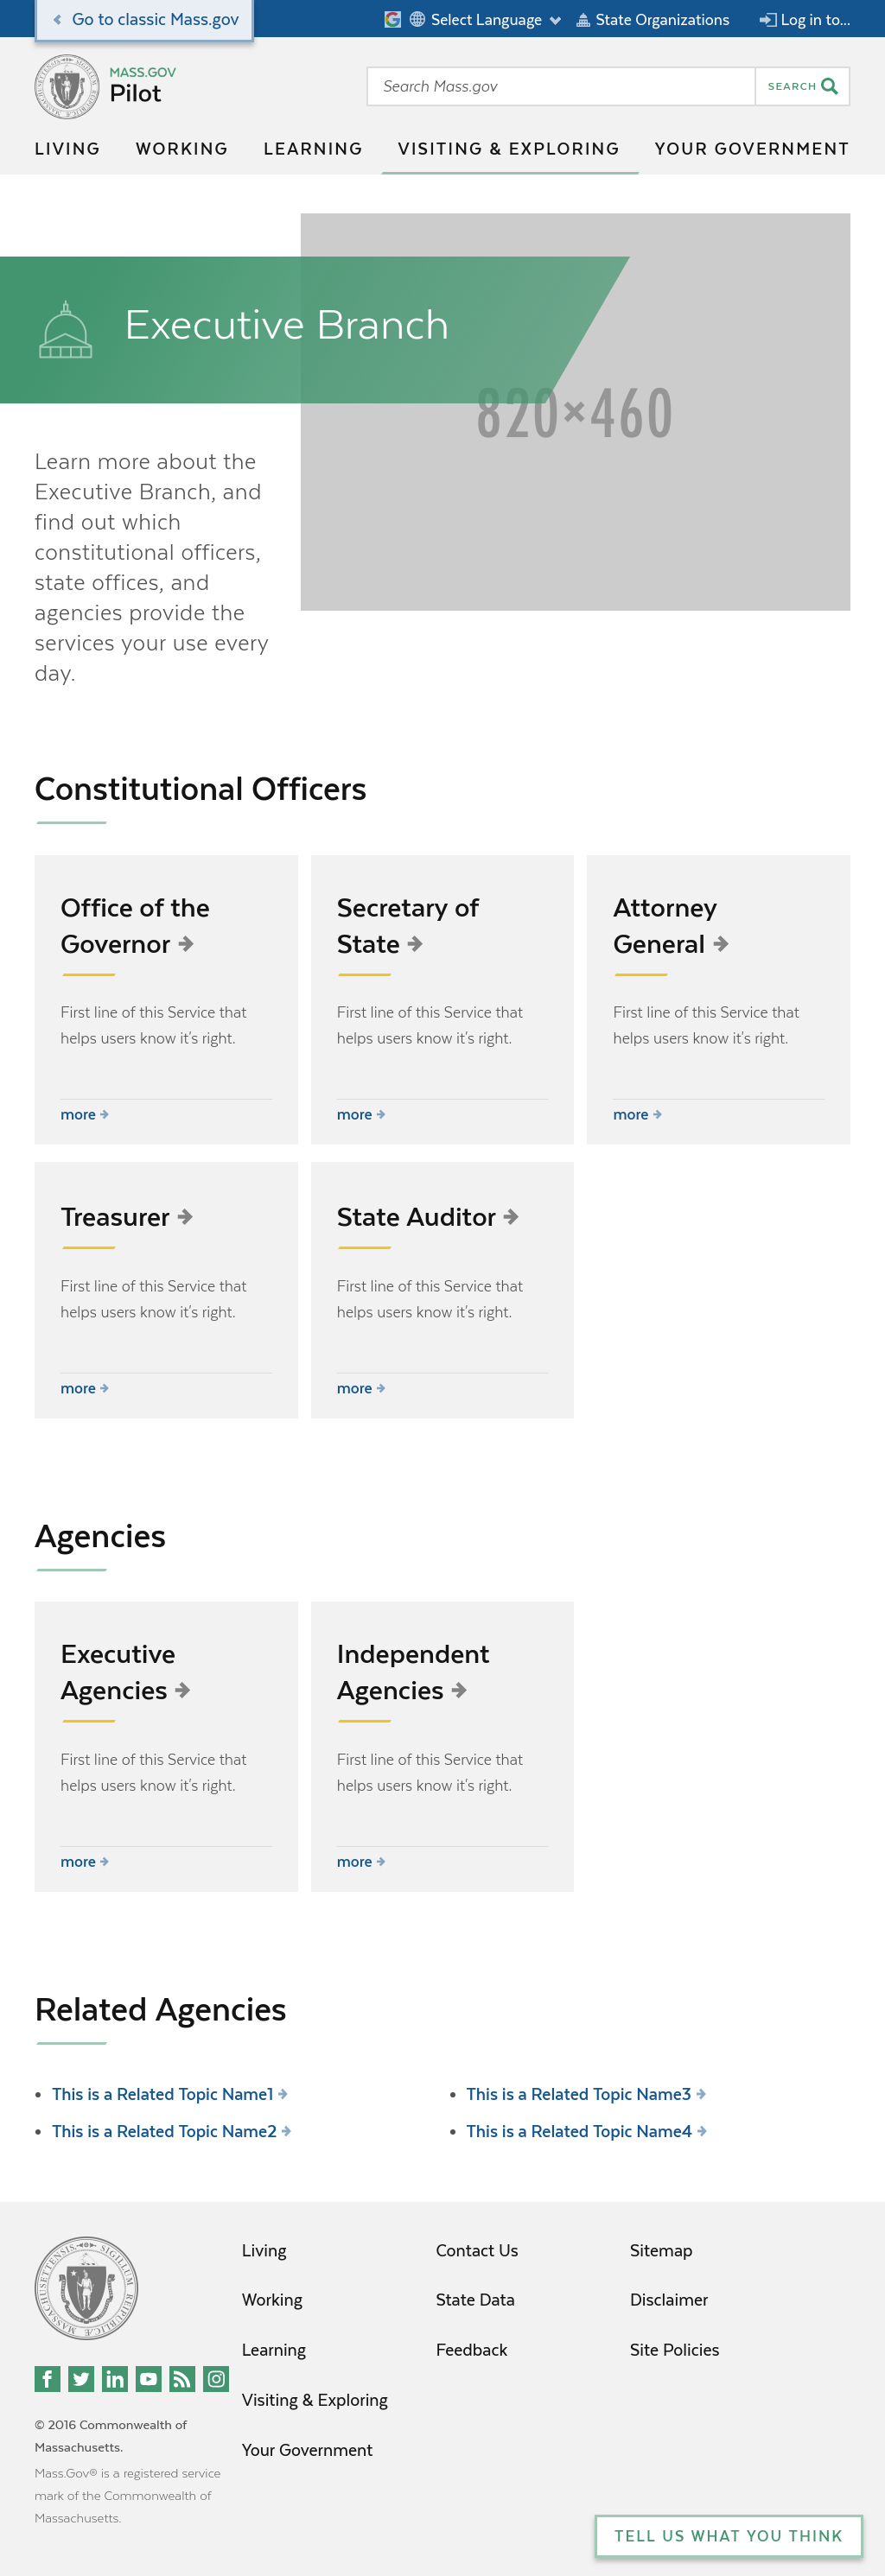 Go to classic Mass.gov
Select Language
State Organizations
Log in to...
MASS.GOV
Pilot
Search Mass.gov
SEARCH
LIVING
WORKING
LEARNING
VISITING & EXPLORING
YOUR GOVERNMENT
Executive Branch
820×460
Learn more about the
Executive Branch, and
find out which
constitutional officers,
state offices, and
agencies provide the
services your use every
day.
Constitutional Officers
Office of the
Governor
First line of this Service that
helps users know it's right.
more
Secretary of
State
First line of this Service that
helps users know it's right.
more
Attorney
General
First line of this Service that
helps users know it's right.
more
Treasurer
First line of this Service that
helps users know it's right.
more
State Auditor
First line of this Service that
helps users know it's right.
more
Agencies
Executive
Agencies
First line of this Service that
helps users know it's right.
more
Independent
Agencies
First line of this Service that
helps users know it's right.
more
Related Agencies
This is a Related Topic Name1
This is a Related Topic Name2
This is a Related Topic Name3
This is a Related Topic Name4
SIGILLUM REIPUBLICÆ MASSACHUSETTENSIS
© 2016 Commonwealth of
Massachusetts.
Mass.Gov® is a registered service
mark of the Commonwealth of
Massachusetts.
Living
Working
Learning
Visiting & Exploring
Your Government
Contact Us
State Data
Feedback
Sitemap
Disclaimer
Site Policies
TELL US WHAT YOU THINK